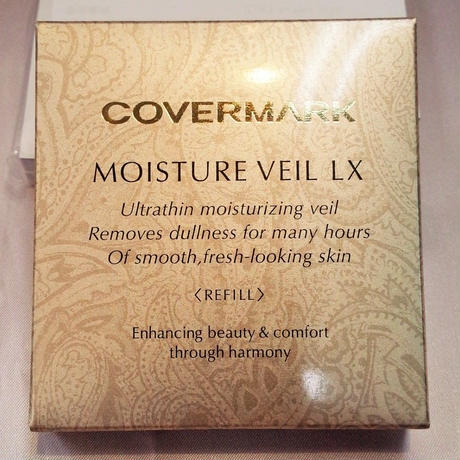 COVERMARK
MOISTURE VEIL LX
Ultrathin moisturizing veil
Removes dullness for many hours
Of smooth,fresh-looking skin
〈REFILL〉
Enhancing beauty & comfort
through harmony